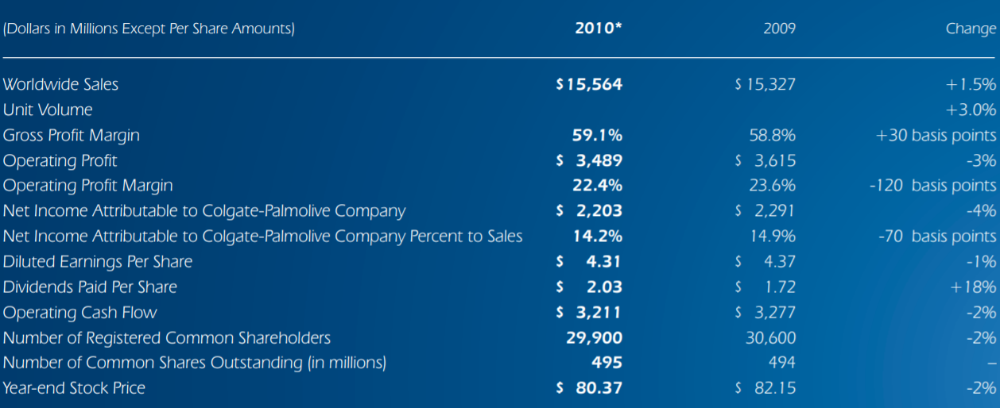 (Dollars in Millions Except Per Share Amounts) 2010* 2009 Change
Worldwide Sales $15,564 $ 15,327 +1.5%
Unit Volume +3.0%
Gross Profit Margin 59.1% 58.8% +30 basis points
Operating Profit $ 3,489 $ 3,615 -3%
Operating Profit Margin 22.4% 23.6% -120 basis points
Net Income Attributable to Colgate-Palmolive Company $ 2,203 $ 2,291 -4%
Net Income Attributable to Colgate-Palmolive Company Percent to Sales 14.2% 14.9% -70 basis points
Diluted Earnings Per Share $ 4.31 $ 4.37 -1%
Dividends Paid Per Share $ 2.03 $ 1.72 +18%
Operating Cash Flow $ 3,211 $ 3,277 -2%
Number of Registered Common Shareholders 29,900 30,600 -2%
Number of Common Shares Outstanding (in millions) 495 494 –
Year-end Stock Price $ 80.37 $ 82.15 -2%